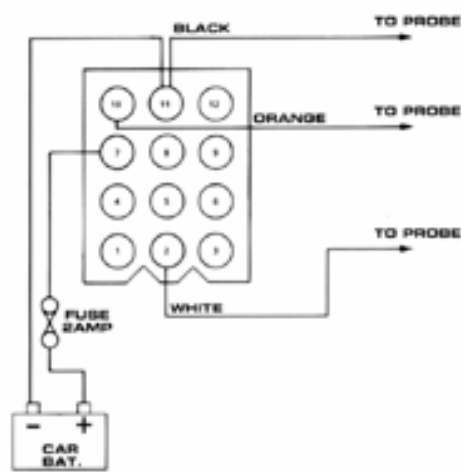 BLACK
TO PROBE
10 11 12
ORANGE
TO PROBE
7 8 9
4 5 6
TO PROBE
1 2 3
WHITE
FUSE
2AMP
- +
CAR
BAT.